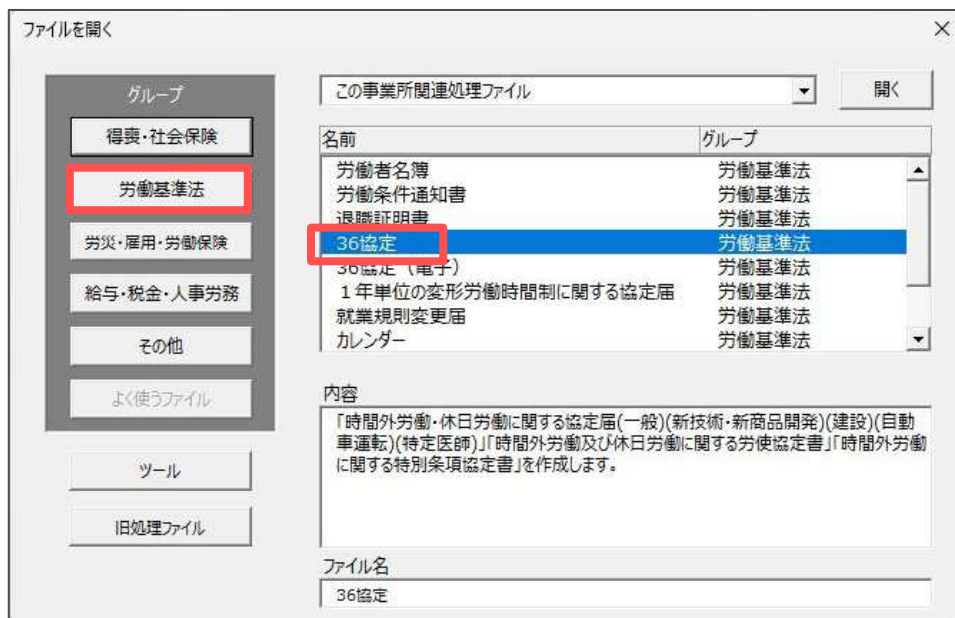 ファイルを開く
グループ
得喪・社会保険
労働基準法
労災・雇用・労働保険
給与・税金・人事労務
その他
よく使うファイル
ツール
旧処理ファイル
この事業所関連処理ファイル
開く
名前 グループ
労働者名簿 労働基準法
労働条件通知書 労働基準法
退職証明書 労働基準法
36協定 労働基準法
36協定（電子） 労働基準法
１年単位の変形労働時間制に関する協定届 労働基準法
就業規則変更届 労働基準法
カレンダー 労働基準法
内容
「時間外労働・休日労働に関する協定届(一般)(新技術・新商品開発)(建設)(自動
車運転)(特定医師)」「時間外労働及び休日労働に関する労使協定書」「時間外労働
に関する特別条項協定書」を作成します。
ファイル名
36協定